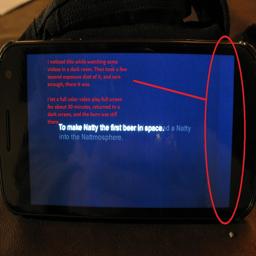 I noticed this while watching some
videos in a dark room. Then took a few
second exposure shot of it, and sure
enough, there it was.
I let a full color video play full screen
for about 30 minutes, returned to a
dark screen, and the burn was still
there.
To make Natty the first beer in space,
d a Natty
into the Nattmosphere.